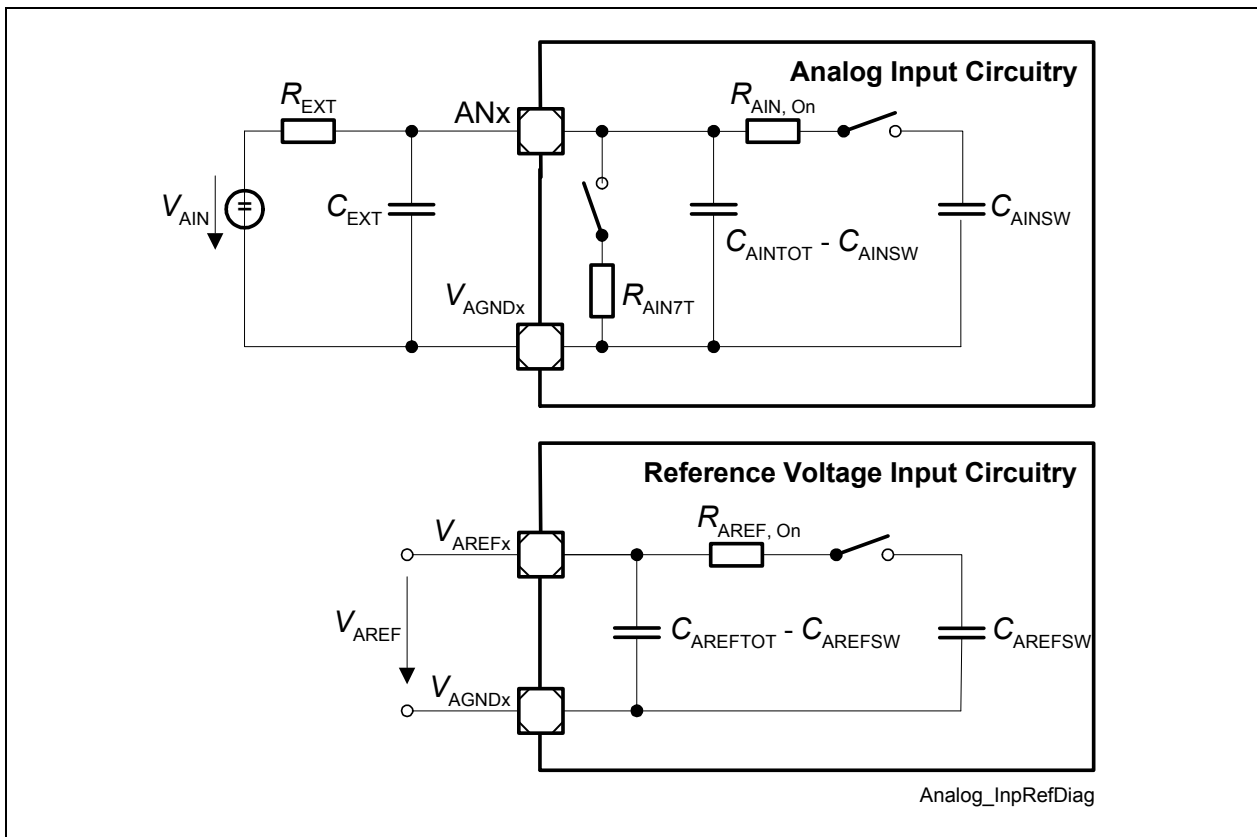 Analog Input Circuitry
R_EXT
ANx
R_AIN, On
V_AIN
=
C_EXT
C_AINTOT - C_AINSW
C_AINSW
V_AGNDx
R_AIN7T
Reference Voltage Input Circuitry
R_AREF, On
V_AREFx
V_AREF
C_AREFTOT - C_AREFSW
C_AREFSW
V_AGNDx
Analog_InpRefDiag